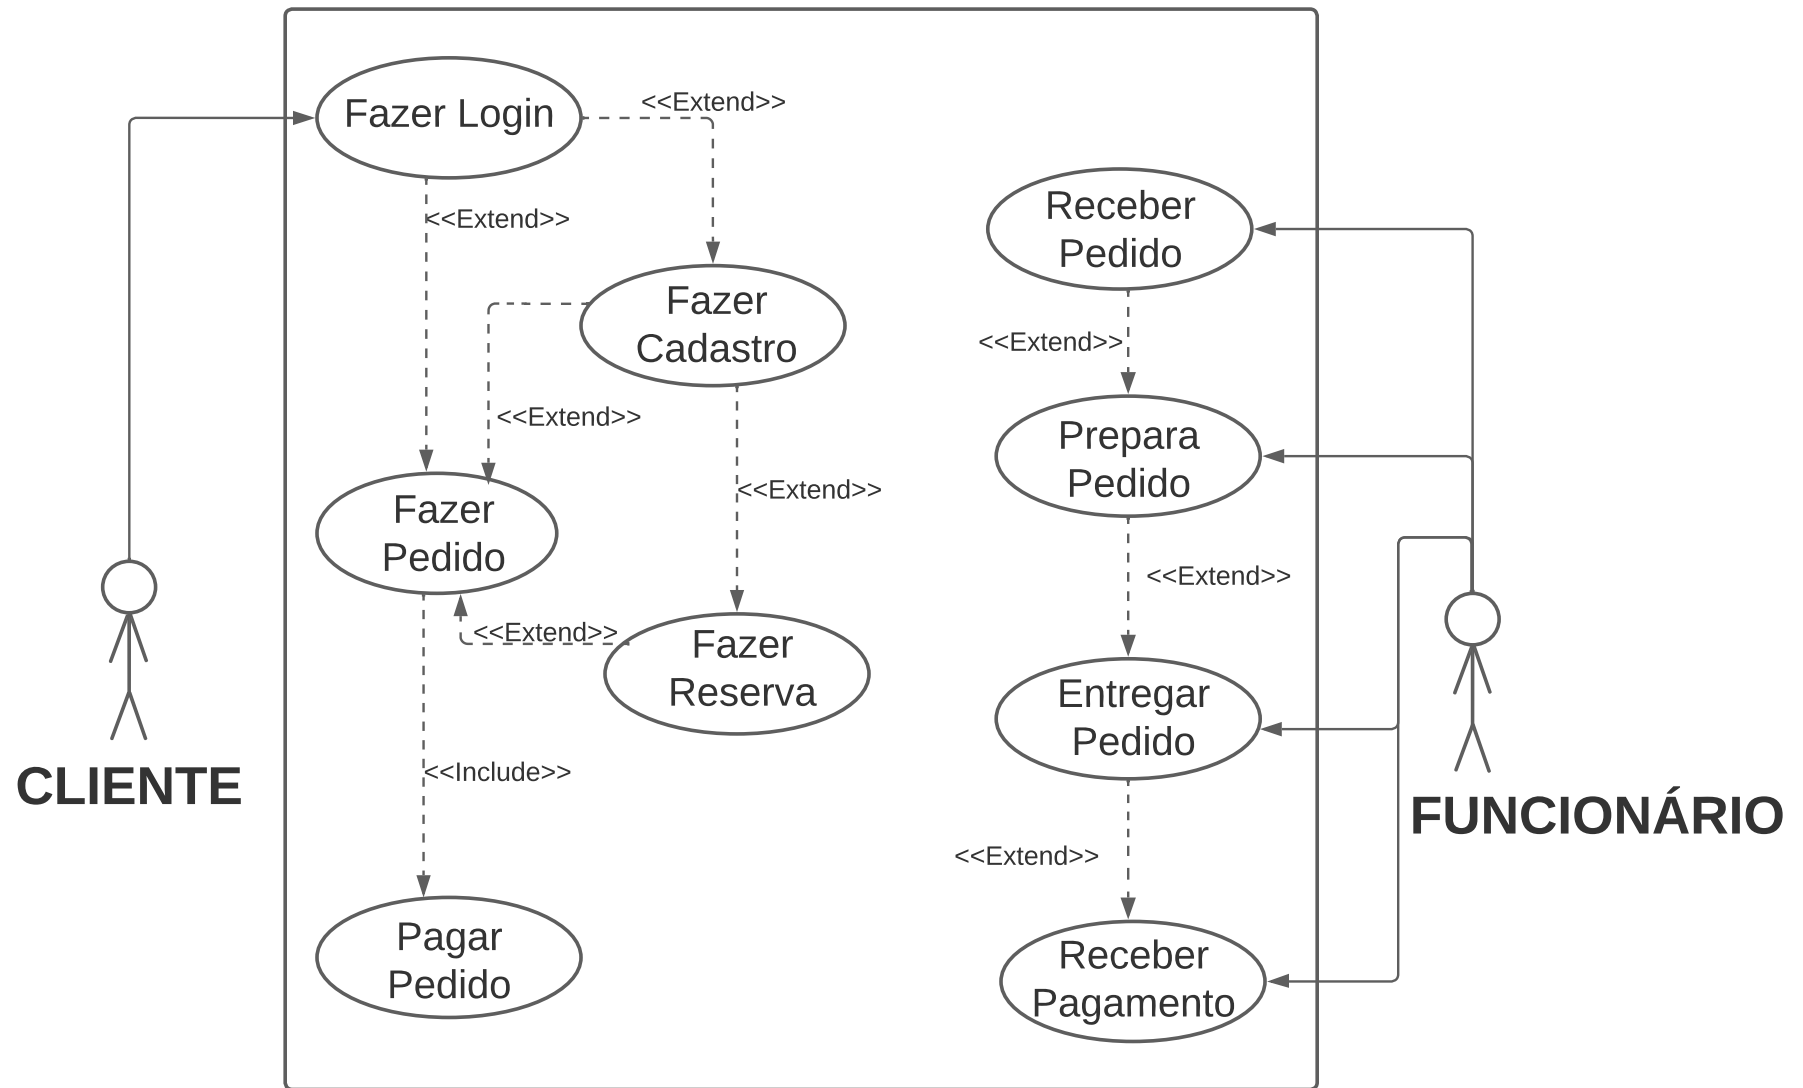 Fazer Login
<<Extend>>
<<Extend>>
Fazer
Cadastro
<<Extend>>
<<Extend>>
Fazer
Pedido
<<Extend>>
Fazer
Reserva
<<Include>>
Pagar
Pedido
CLIENTE
Receber
Pedido
<<Extend>>
Prepara
Pedido
<<Extend>>
Entregar
Pedido
<<Extend>>
Receber
Pagamento
FUNCIONÁRIO